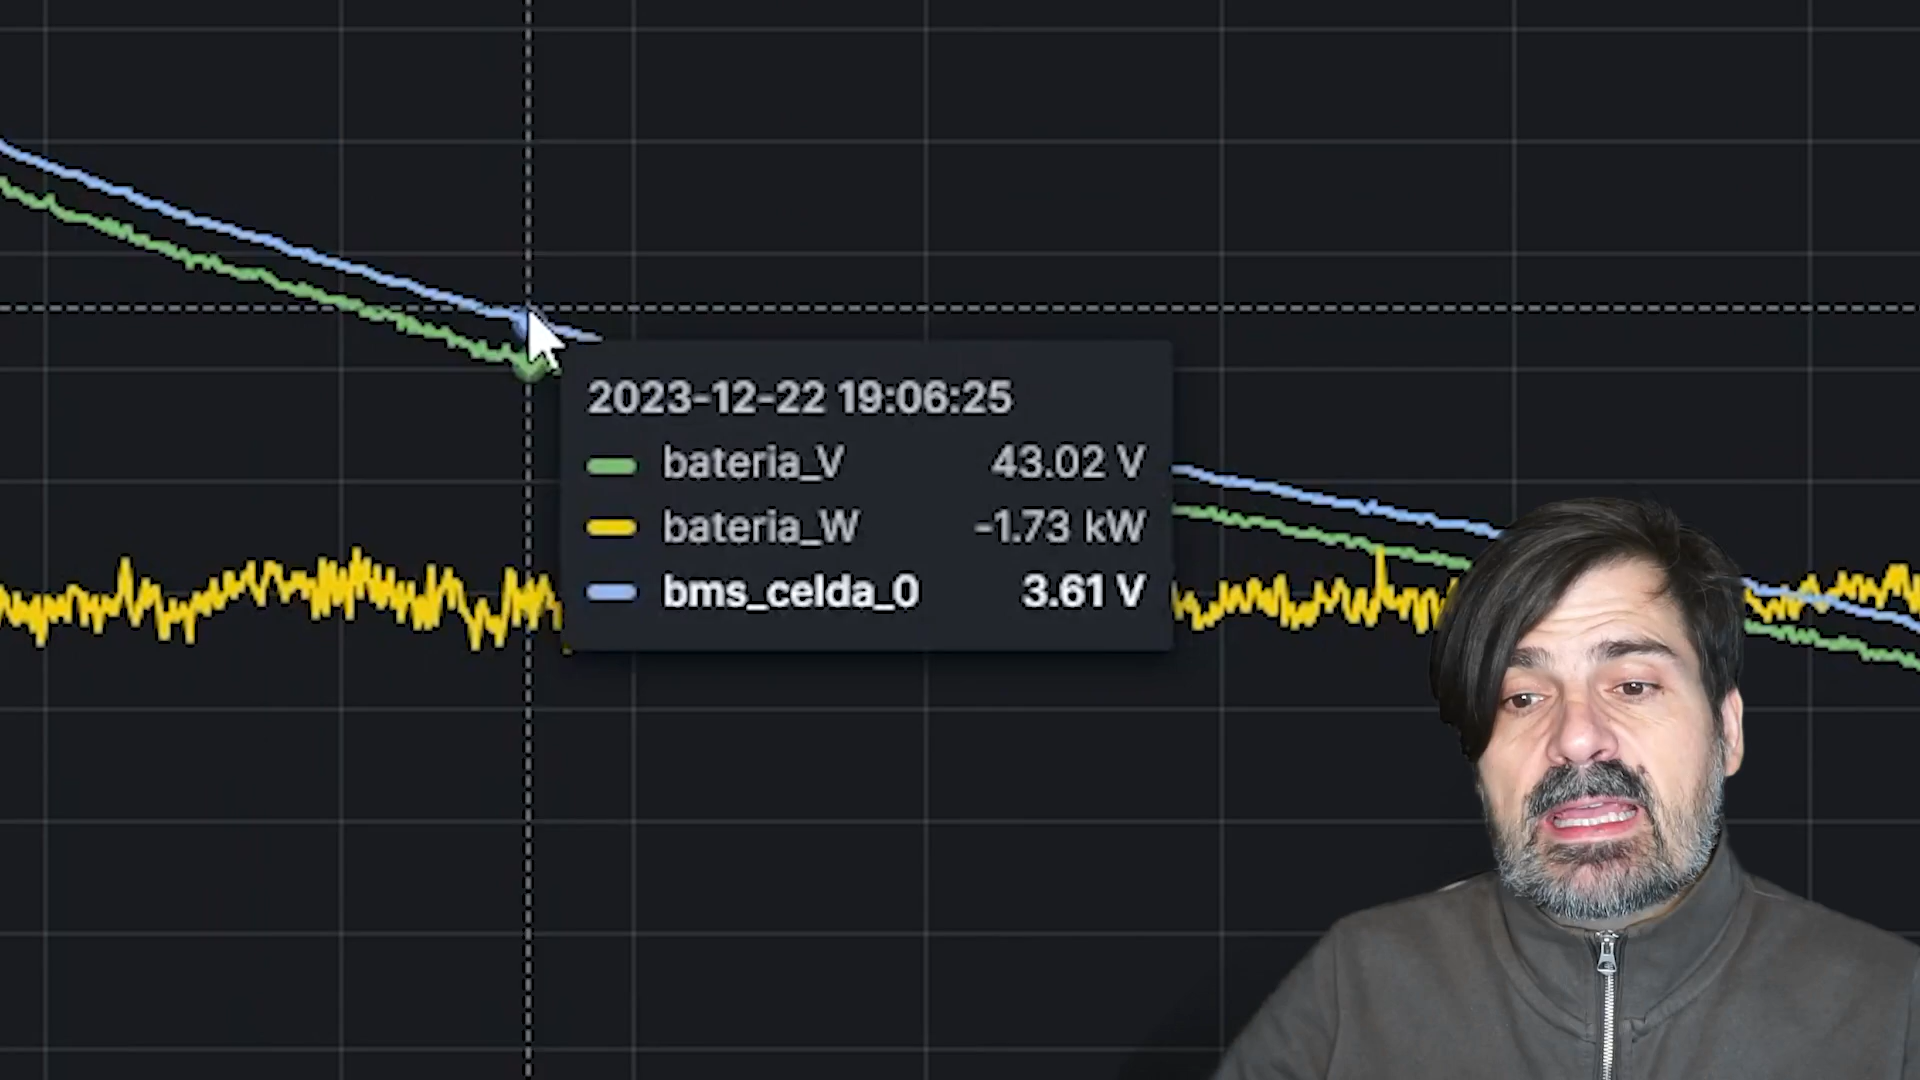 2023-12-22 19:06:25
bateria_V 43.02 V
bateria_W -1.73 kW
bms_celda_0 3.61 V